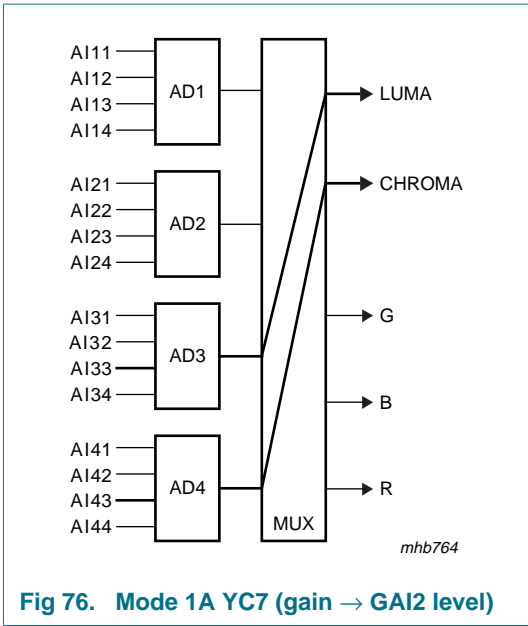 AI11
AI12
AI13
AI14
AD1
LUMA
CHROMA
AI21
AI22
AI23
AI24
AD2
AI31
AI32
AI33
AI34
AD3
G
B
AI41
AI42
AI43
AI44
AD4
R
MUX
mhb764
Fig 76. Mode 1A YC7 (gain → GAI2 level)